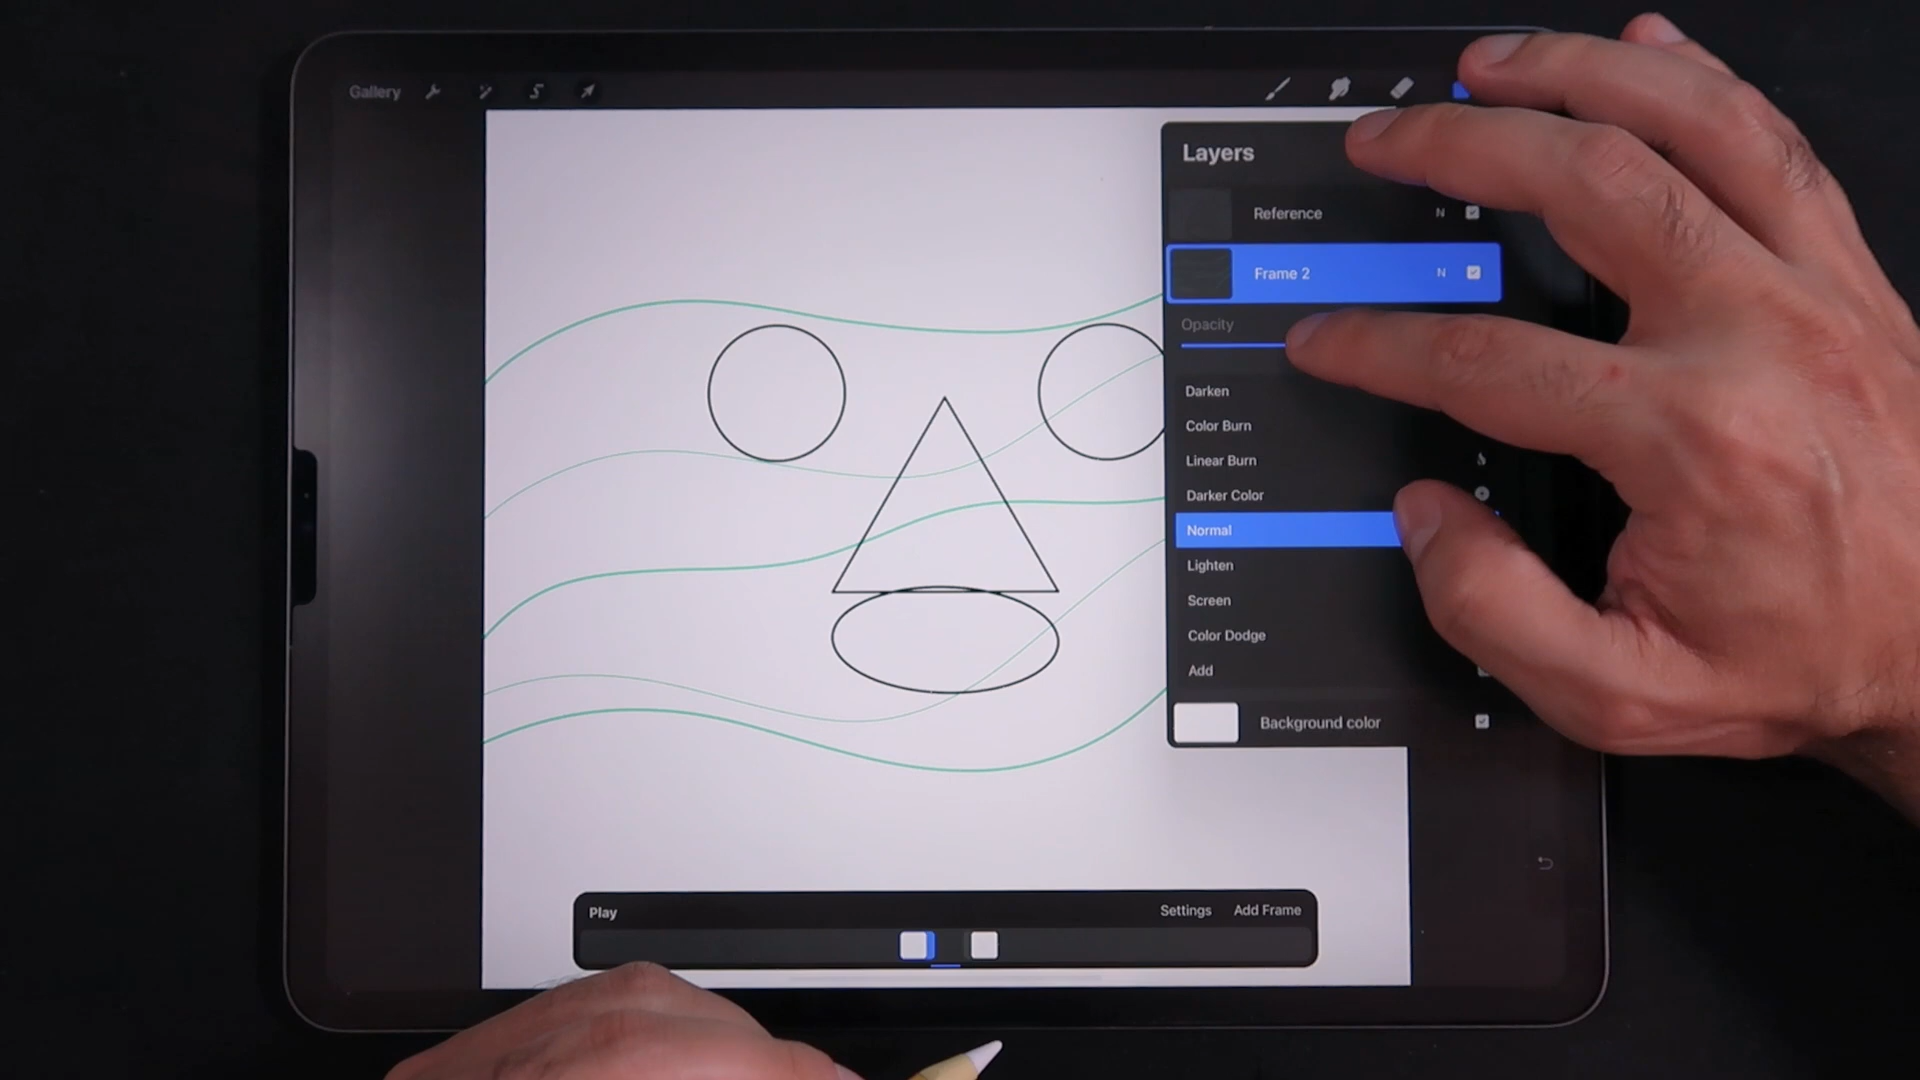 Gallery
Layers
Reference N
Frame 2 N
Opacity
Darken
Color Burn
Linear Burn
Darker Color
Normal
Lighten
Screen
Color Dodge
Add
Background color
Play Settings Add Frame